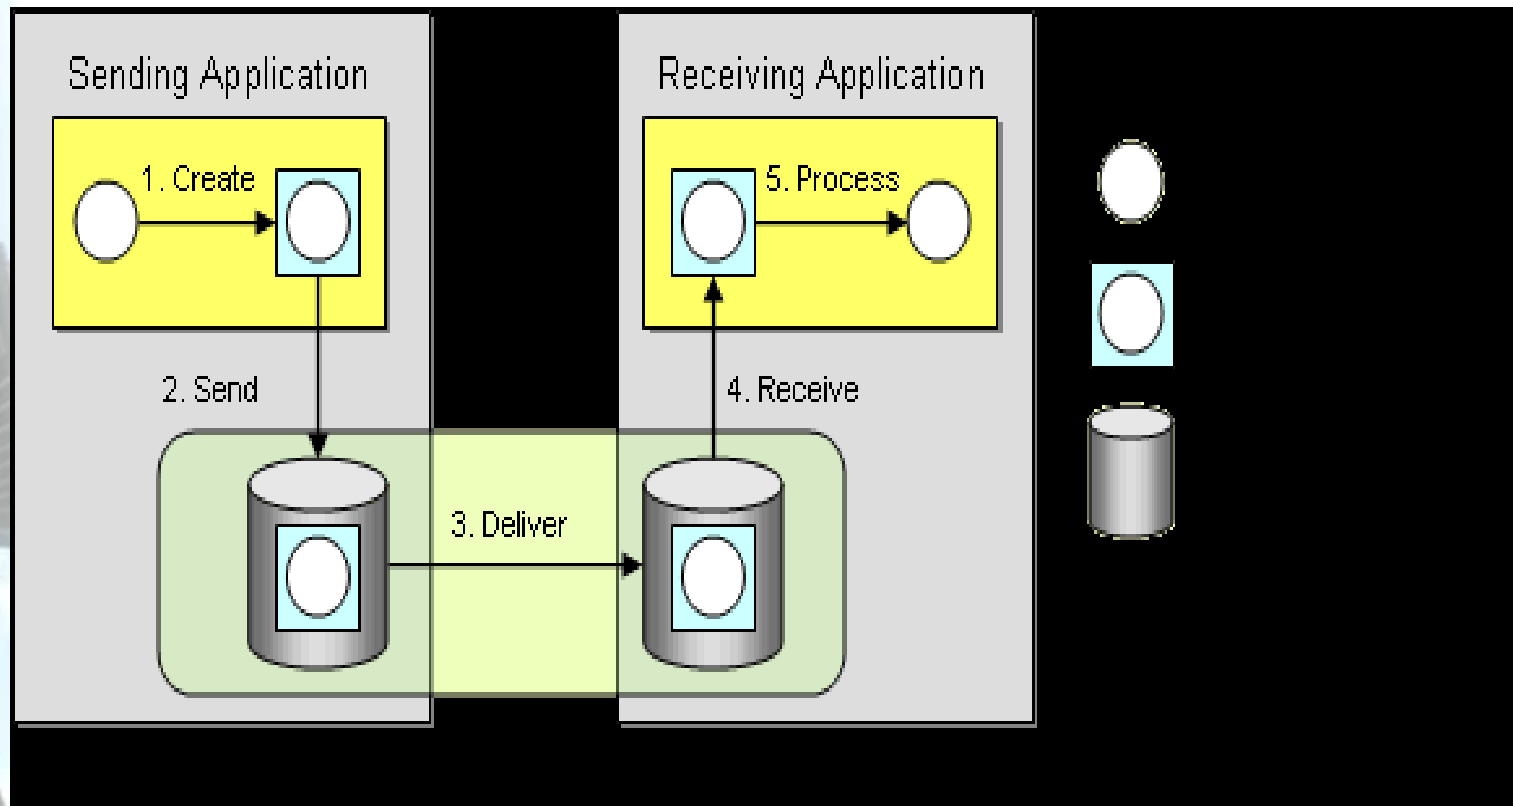 Sending Application
Receiving Application
1. Create
5. Process
2. Send
4. Receive
3. Deliver